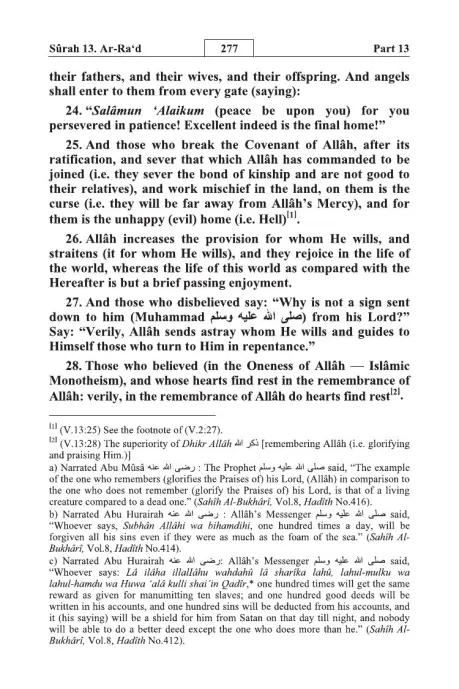 Sûrah 13. Ar-Ra‘d 277 Part 13
their fathers, and their wives, and their offspring. And angels
shall enter to them from every gate (saying):
24. “Salâmun ‘Alaikum (peace be upon you) for you
persevered in patience! Excellent indeed is the final home!”
25. And those who break the Covenant of Allâh, after its
ratification, and sever that which Allâh has commanded to be
joined (i.e. they sever the bond of kinship and are not good to
their relatives), and work mischief in the land, on them is the
curse (i.e. they will be far away from Allâh’s Mercy), and for
them is the unhappy (evil) home (i.e. Hell)[1].
26. Allâh increases the provision for whom He wills, and
straitens (it for whom He wills), and they rejoice in the life of
the world, whereas the life of this world as compared with the
Hereafter is but a brief passing enjoyment.
27. And those who disbelieved say: “Why is not a sign sent
down to him (Muhammad صلى الله عليه وسلم) from his Lord?”
Say: “Verily, Allâh sends astray whom He wills and guides to
Himself those who turn to Him in repentance.”
28. Those who believed (in the Oneness of Allâh — Islâmic
Monotheism), and whose hearts find rest in the remembrance of
Allâh: verily, in the remembrance of Allâh do hearts find rest[2].
[1] (V.13:25) See the footnote of (V.2:27).
[2] (V.13:28) The superiority of Dhikr Allâh ذكر الله [remembering Allâh (i.e. glorifying
and praising Him.)]
a) Narrated Abu Mûsâ رضى الله عنه : The Prophet صلى الله عليه وسلم said, “The example
of the one who remembers (glorifies the Praises of) his Lord, (Allâh) in comparison to
the one who does not remember (glorify the Praises of) his Lord, is that of a living
creature compared to a dead one.” (Sahîh Al-Bukhârî, Vol.8, Hadîth No.416).
b) Narrated Abu Hurairah رضى الله عنه : Allâh’s Messenger صلى الله عليه وسلم said,
“Whoever says, Subhân Allâhi wa bihamdihi, one hundred times a day, will be
forgiven all his sins even if they were as much as the foam of the sea.” (Sahîh Al-
Bukhârî, Vol.8, Hadîth No.414).
c) Narrated Abu Hurairah رضى الله عنه: Allâh’s Messenger صلى الله عليه وسلم said,
“Whoever says: Lâ ilâha illallâhu wahdahû lâ sharîka lahû, lahul-mulku wa
lahul-hamdu wa Huwa ‘alâ kulli shai’in Qadîr,* one hundred times will get the same
reward as given for manumitting ten slaves; and one hundred good deeds will be
written in his accounts, and one hundred sins will be deducted from his accounts, and
it (his saying) will be a shield for him from Satan on that day till night, and nobody
will be able to do a better deed except the one who does more than he.” (Sahîh Al-
Bukhârî, Vol.8, Hadîth No.412).